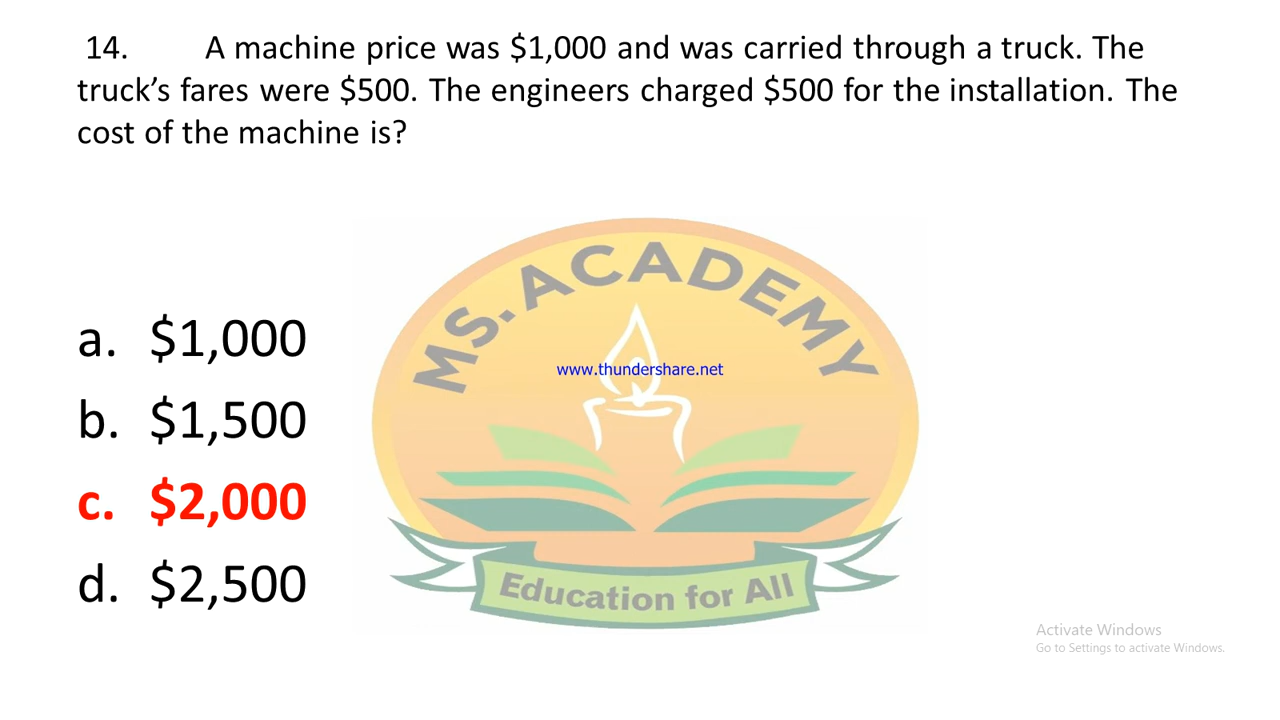 14. A machine price was $1,000 and was carried through a truck. The
truck’s fares were $500. The engineers charged $500 for the installation. The
cost of the machine is?
MS. ACADEMY
a. $1,000
www.thundershare.net
b. $1,500
c. $2,000
d. $2,500
Education for All
Activate Windows
Go to Settings to activate Windows.